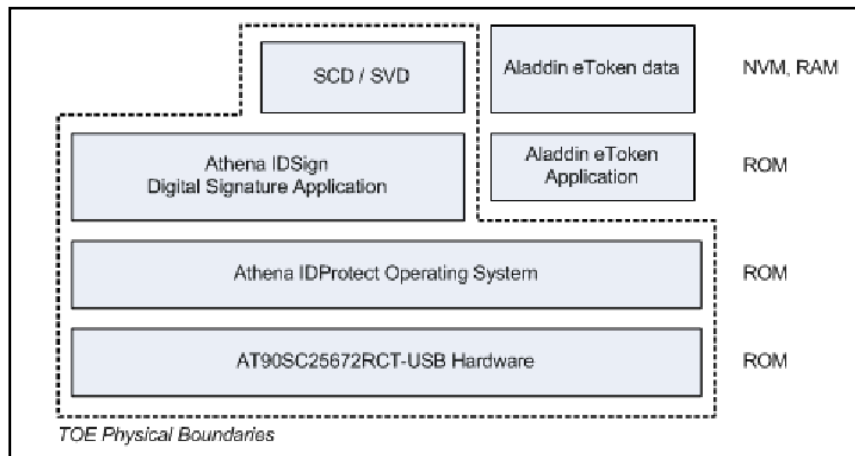 SCD / SVD
Aladdin eToken data
NVM, RAM
Athena IDSign
Digital Signature Application
Aladdin eToken
Application
ROM
Athena IDProtect Operating System
ROM
AT90SC25672RCT-USB Hardware
ROM
TOE Physical Boundaries